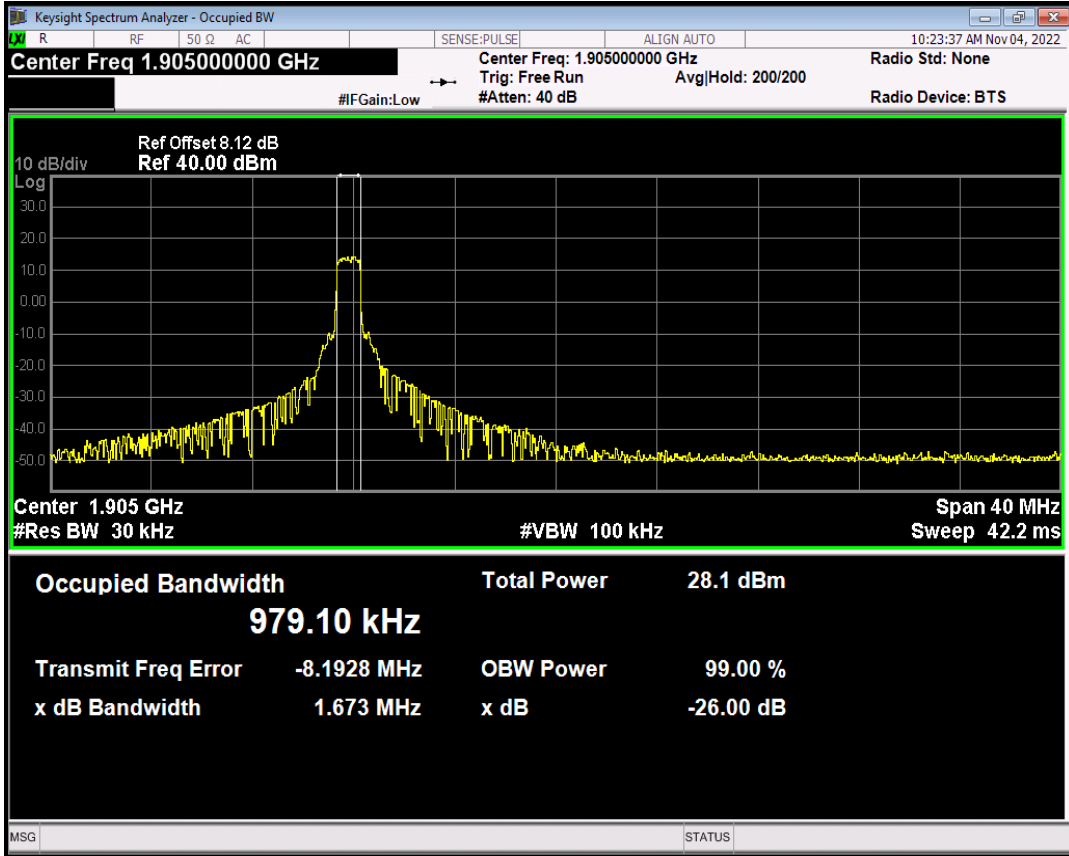 Keysight Spectrum Analyzer - Occupied BW
LXI R RF 50 Ω AC SENSE:PULSE ALIGN AUTO 10:23:37 AM Nov 04, 2022
Center Freq 1.905000000 GHz Center Freq: 1.905000000 GHz Radio Std: None
Trig: Free Run Avg|Hold: 200/200
#IFGain:Low #Atten: 40 dB Radio Device: BTS
Ref Offset 8.12 dB
10 dB/div Ref 40.00 dBm
Log
30.0
20.0
10.0
0.00
-10.0
-20.0
-30.0
-40.0
-50.0
Center 1.905 GHz Span 40 MHz
#Res BW 30 kHz #VBW 100 kHz Sweep 42.2 ms
Occupied Bandwidth Total Power 28.1 dBm
979.10 kHz
Transmit Freq Error -8.1928 MHz OBW Power 99.00 %
x dB Bandwidth 1.673 MHz x dB -26.00 dB
MSG STATUS